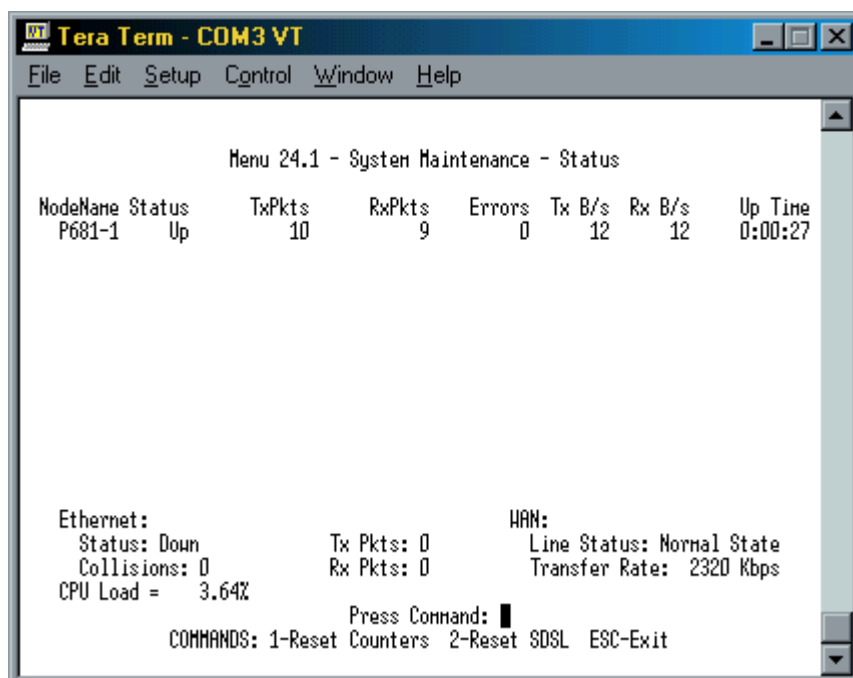 Tera Term - COM3 VT
File Edit Setup Control Window Help
Menu 24.1 - System Maintenance - Status
NodeName Status TxPkts RxPkts Errors Tx B/s Rx B/s Up Time
P681-1 Up 10 9 0 12 12 0:00:27
Ethernet: WAN:
Status: Down Tx Pkts: 0 Line Status: Normal State
Collisions: 0 Rx Pkts: 0 Transfer Rate: 2320 Kbps
CPU Load = 3.64%
Press Command:
COMMANDS: 1-Reset Counters 2-Reset SDSL ESC-Exit